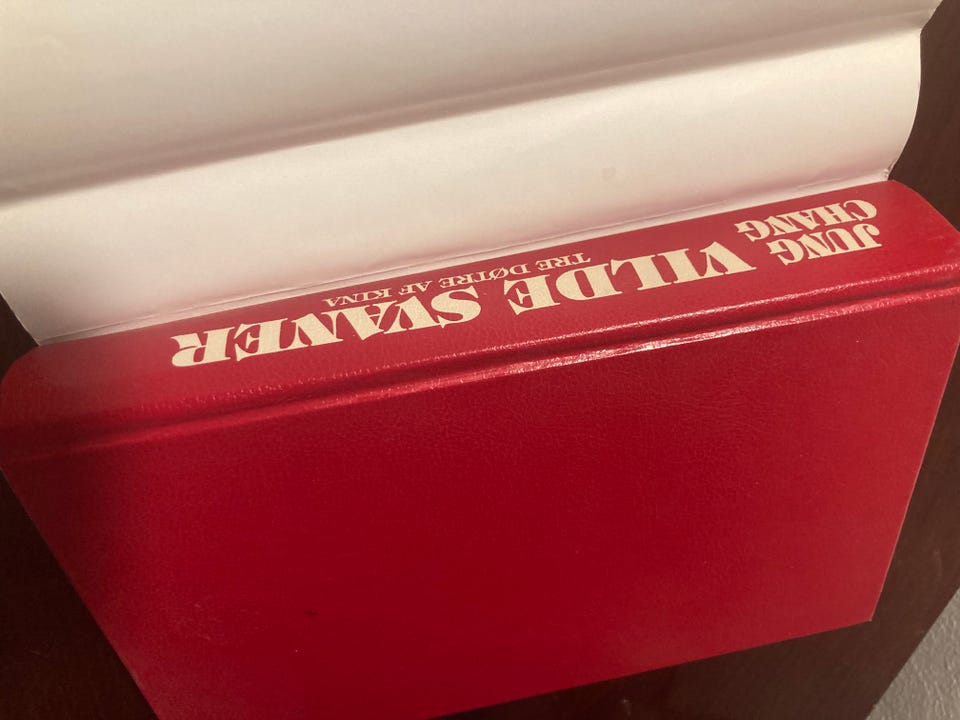 JUNG
CHANG
VILDE SVANER
TRE DØTRE AF KINA